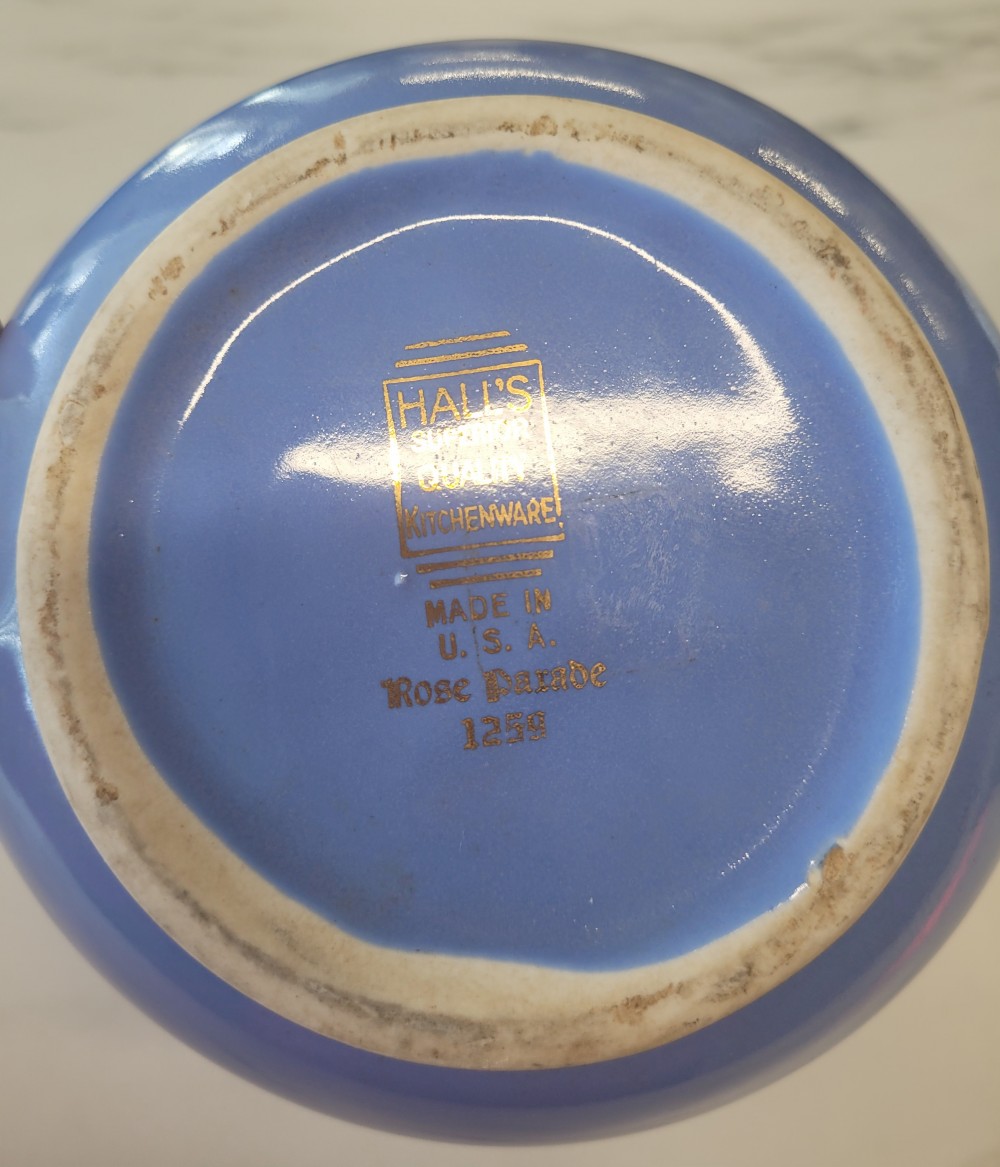 HALL'S
SUPERIOR
QUALITY
KITCHENWARE
MADE IN
U. S. A.
Rose Parade
1259